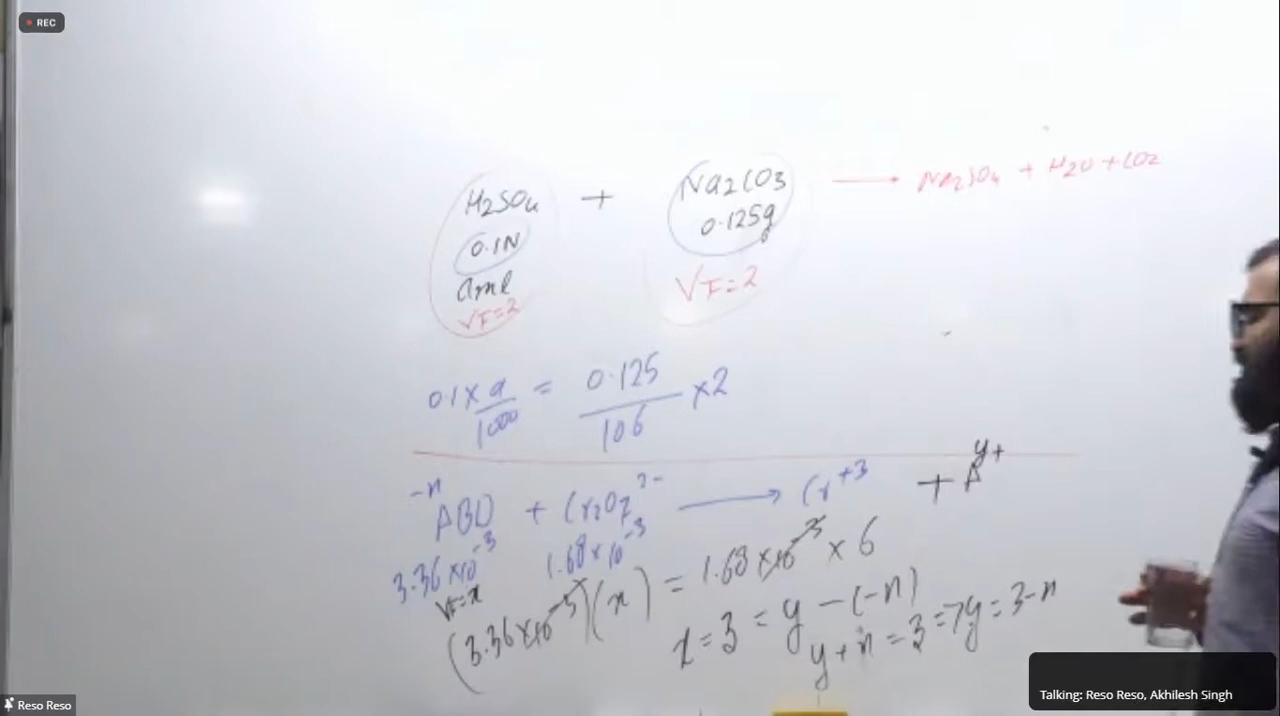 REC
H2SO4 + Na2CO3 → Na2SO4 + H2O + CO2
0.1N 0.125g
aml
VF=2 VF=2
0.1 × a/1000 = 0.125/106 × 2
-n ABD + Cr2O7^2- → Cr^+3 + A^y+
3.36×10^-3 1.68×10^-3
VF=x
(3.36×10^-3)(x) = 1.68×10^-3 × 6
x=3 = y-(-n)
y+n=3 => y=3-n
Talking: Reso Reso, Akhilesh Singh
Reso Reso